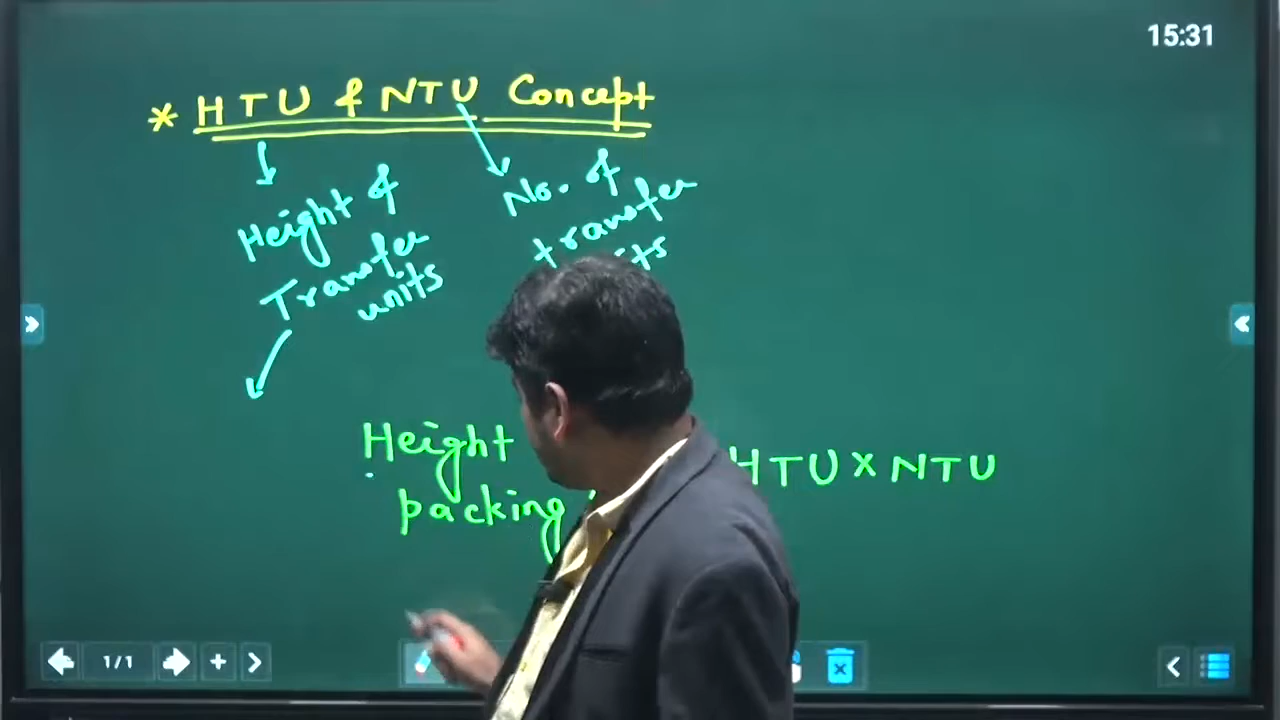 15:31
* HTU & NTU Concept
Height of
Transfer
units
No. of
transfer
Height
packing
HTU X NTU
1/1